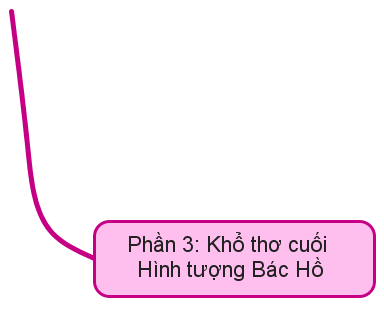 Phần 3: Khổ thơ cuối
Hình tượng Bác Hồ